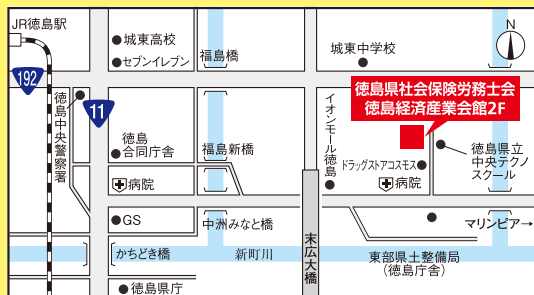 JR徳島駅
城東高校
セブンイレブン
福島橋
城東中学校
N
192
11
徳島県社会保険労務士会
徳島経済産業会館2F
徳島中央警察署
徳島
合同庁舎
福島新橋
イオンモール徳島
ドラッグストアコスモス
徳島県立
中央テクノ
スクール
病院
病院
GS
中洲みなと橋
末広大橋
マリンピア→
かちどき橋
新町川
東部県土整備局
(徳島庁舎)
徳島県庁